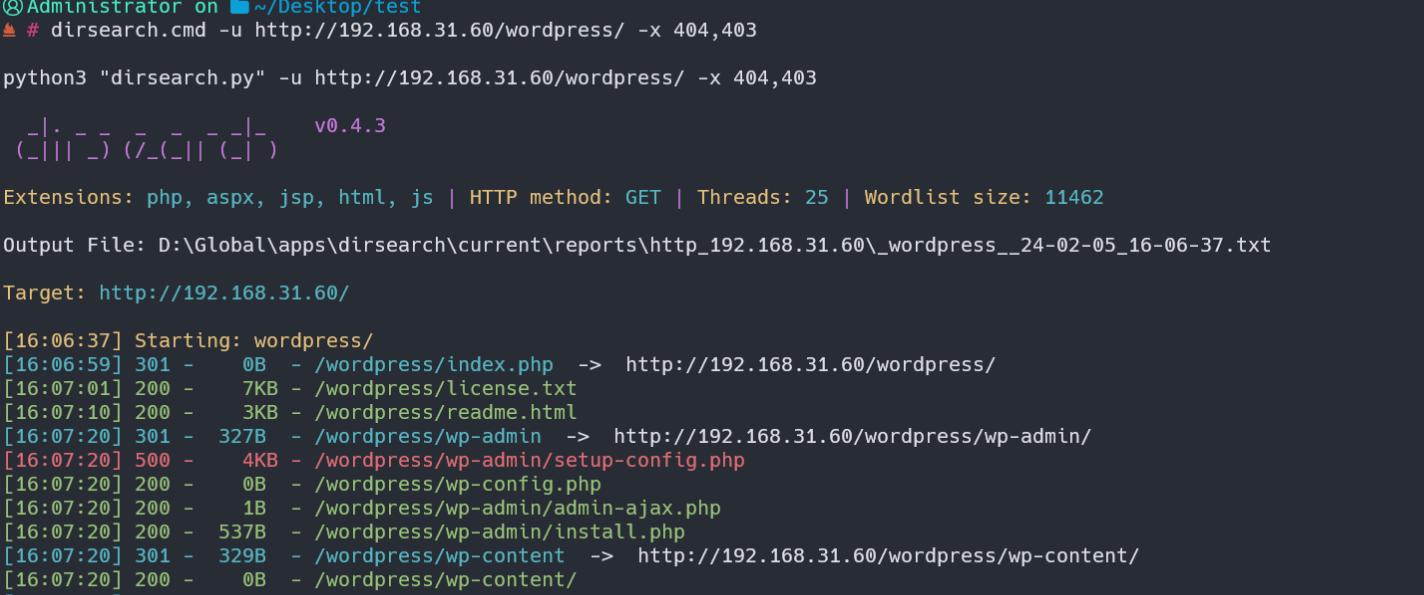 Administrator on ~/Desktop/test
# dirsearch.cmd -u http://192.168.31.60/wordpress/ -x 404,403
python3 "dirsearch.py" -u http://192.168.31.60/wordpress/ -x 404,403
  _|. _ _  _  _  _ _|_    v0.4.3
 (_||| _) (/_(_|| (_| )
Extensions: php, aspx, jsp, html, js | HTTP method: GET | Threads: 25 | Wordlist size: 11462
Output File: D:\Global\apps\dirsearch\current\reports\http_192.168.31.60\_wordpress__24-02-05_16-06-37.txt
Target: http://192.168.31.60/
[16:06:37] Starting: wordpress/
[16:06:59] 301 -    0B  - /wordpress/index.php  ->  http://192.168.31.60/wordpress/
[16:07:01] 200 -    7KB - /wordpress/license.txt
[16:07:10] 200 -    3KB - /wordpress/readme.html
[16:07:20] 301 -  327B  - /wordpress/wp-admin  ->  http://192.168.31.60/wordpress/wp-admin/
[16:07:20] 500 -    4KB - /wordpress/wp-admin/setup-config.php
[16:07:20] 200 -    0B  - /wordpress/wp-config.php
[16:07:20] 200 -    1B  - /wordpress/wp-admin/admin-ajax.php
[16:07:20] 200 -  537B  - /wordpress/wp-admin/install.php
[16:07:20] 301 -  329B  - /wordpress/wp-content  ->  http://192.168.31.60/wordpress/wp-content/
[16:07:20] 200 -    0B  - /wordpress/wp-content/